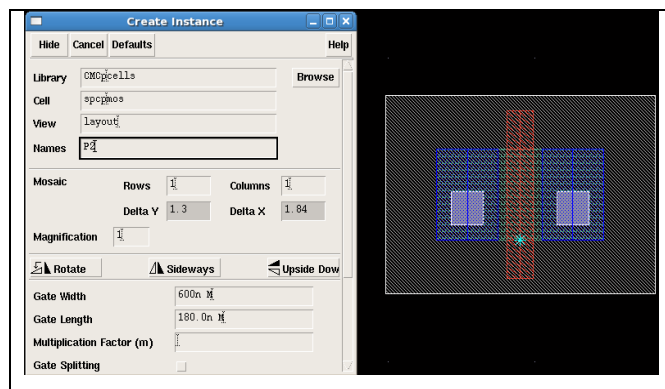 Create Instance
Hide Cancel Defaults Help
Library CMCpcells Browse
Cell spcpmos
View layout
Names P2
Mosaic Rows 1 Columns 1
Delta Y 1.3 Delta X 1.84
Magnification 1
Rotate Sideways Upside Dow
Gate Width 600n M
Gate Length 180.0n M
Multiplication Factor (m)
Gate Splitting